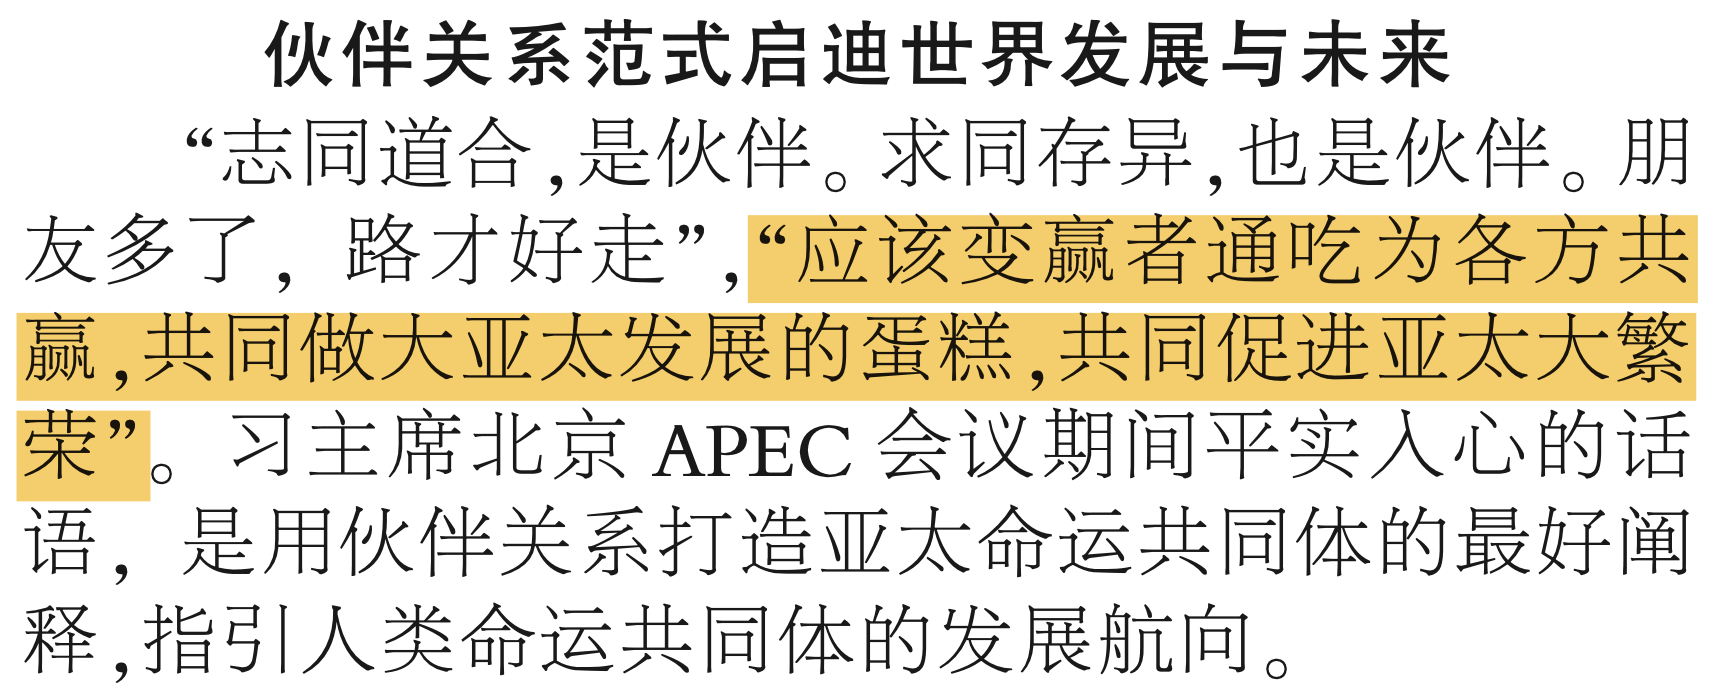 伙伴关系范式启迪世界发展与未来
“志同道合,是伙伴。求同存异,也是伙伴。朋
友多了, 路才好走”,“应该变赢者通吃为各方共
赢,共同做大亚太发展的蛋糕,共同促进亚太大繁
荣”。习主席北京 APEC 会议期间平实入心的话
语, 是用伙伴关系打造亚太命运共同体的最好阐
释,指引人类命运共同体的发展航向。